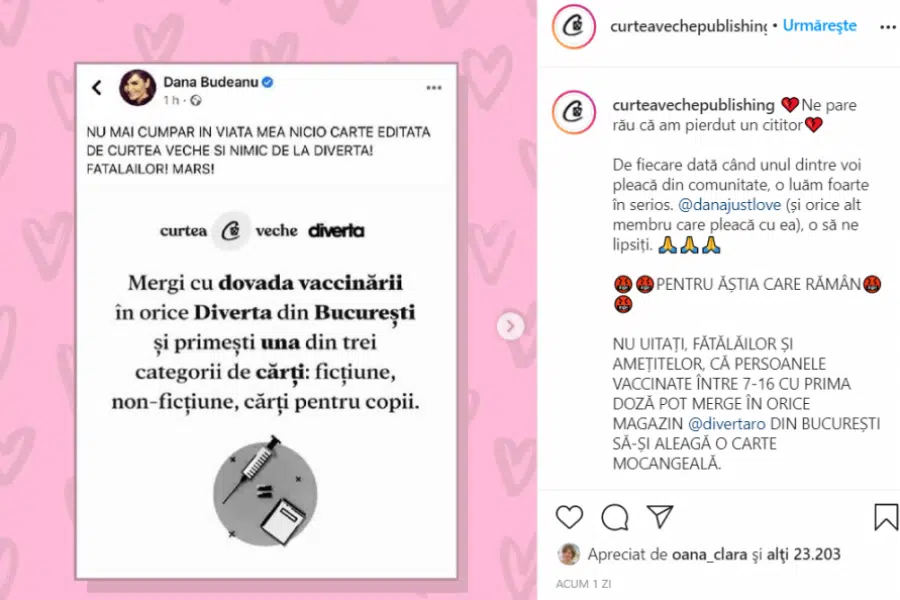 Dana Budeanu
1 h ·
NU MAI CUMPAR IN VIATA MEA NICIO CARTE EDITATA
DE CURTEA VECHE SI NIMIC DE LA DIVERTA!
FATALAILOR! MARS!
curtea veche diverta
Mergi cu dovada vaccinării
în orice Diverta din București
și primești una din trei
categorii de cărți: ficțiune,
non-ficțiune, cărți pentru copii.
curteavechepublishing • Urmărește
curteavechepublishing 💔Ne pare
rău că am pierdut un cititor💔
De fiecare dată când unul dintre voi
pleacă din comunitate, o luăm foarte
în serios. @danajustlove (și orice alt
membru care pleacă cu ea), o să ne
lipsiți. 🙏🙏🙏
🤬🤬PENTRU ĂȘTIA CARE RĂMÂN🤬
🤬
NU UITAȚI, FĂTĂLĂILOR ȘI
AMEȚITELOR, CĂ PERSOANELE
VACCINATE ÎNTRE 7-16 CU PRIMA
DOZĂ POT MERGE ÎN ORICE
MAGAZIN @divertaro DIN BUCUREȘTI
SĂ-ȘI ALEAGĂ O CARTE
MOCANGEALĂ.
Apreciat de oana_clara și alți 23.203
ACUM 1 ZI